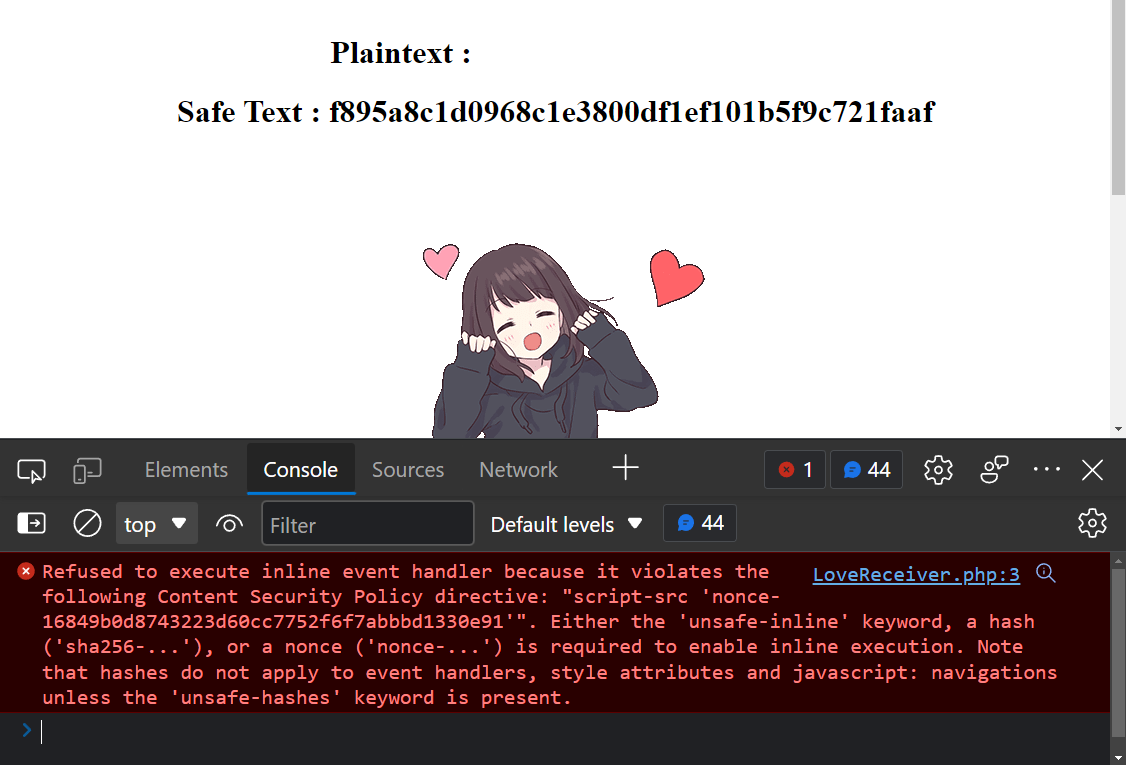 Plaintext :
Safe Text : f895a8c1d0968c1e3800df1ef101b5f9c721faaf
Elements Console Sources Network 1 44
top Filter Default levels 44
Refused to execute inline event handler because it violates the LoveReceiver.php:3
following Content Security Policy directive: "script-src 'nonce-
16849b0d8743223d60cc7752f6f7abbbd1330e91'". Either the 'unsafe-inline' keyword, a hash
('sha256-...'), or a nonce ('nonce-...') is required to enable inline execution. Note
that hashes do not apply to event handlers, style attributes and javascript: navigations
unless the 'unsafe-hashes' keyword is present.